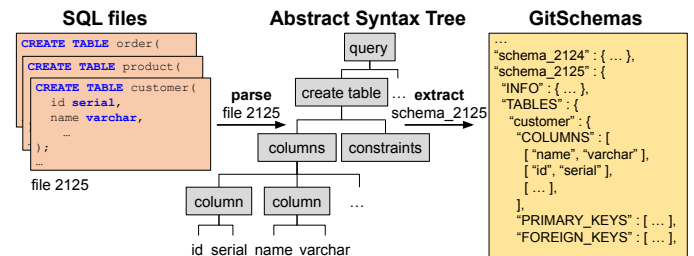 SQL files
CREATE TABLE order(
CREATE TABLE product(
CREATE TABLE customer(
id serial,
name varchar,
…
);
…
)
file 2125
parse
file 2125
Abstract Syntax Tree
query
create table
…
columns
constraints
column
column
…
id serial name varchar
extract
schema_2125
GitSchemas
…
“schema_2124” : { … },
“schema_2125” : {
“INFO” : { … },
“TABLES” : {
“customer” : {
“COLUMNS” : [
[ “name”, “varchar” ],
[ “id”, “serial” ],
[ … ],
],
“PRIMARY_KEYS” : [ … ],
“FOREIGN_KEYS” : [ … ],